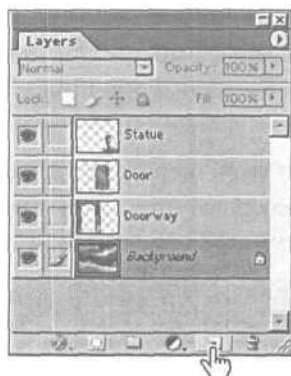 Layers
Normal Opacity: 100%
Lock: Fill: 100%
Statue
Door
Doorway
Background